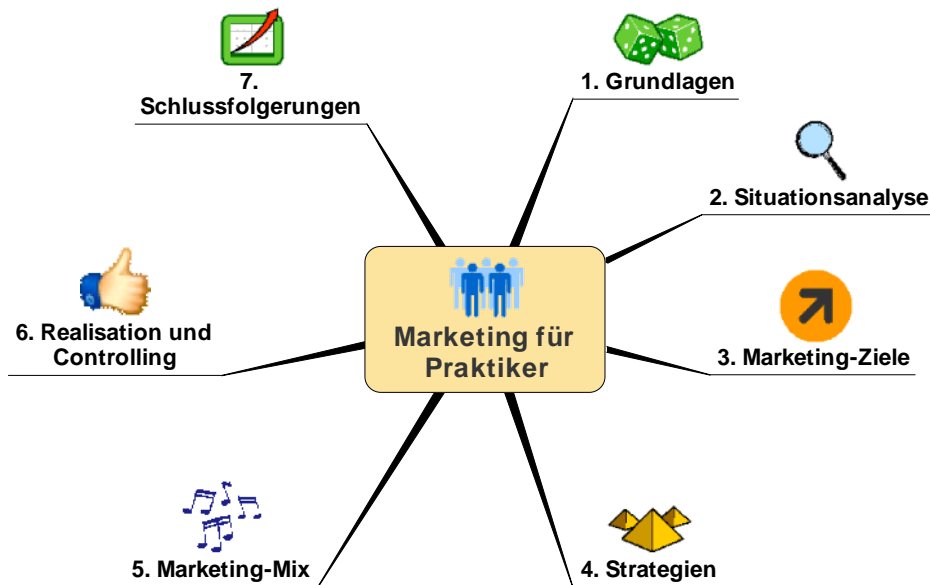 Marketing für
Praktiker
1. Grundlagen
2. Situationsanalyse
3. Marketing-Ziele
4. Strategien
5. Marketing-Mix
6. Realisation und
Controlling
7.
Schlussfolgerungen